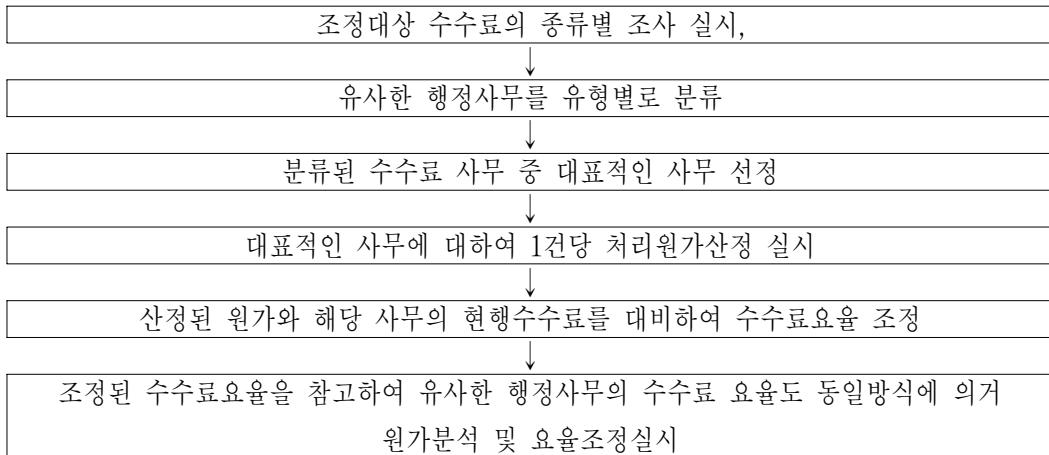 조정대상 수수료의 종류별 조사 실시,
↓
유사한 행정사무를 유형별로 분류
↓
분류된 수수료 사무 중 대표적인 사무 선정
↓
대표적인 사무에 대하여 1건당 처리원가산정 실시
↓
산정된 원가와 해당 사무의 현행수수료를 대비하여 수수료요율 조정
↓
조정된 수수료요율을 참고하여 유사한 행정사무의 수수료 요율도 동일방식에 의거
원가분석 및 요율조정실시